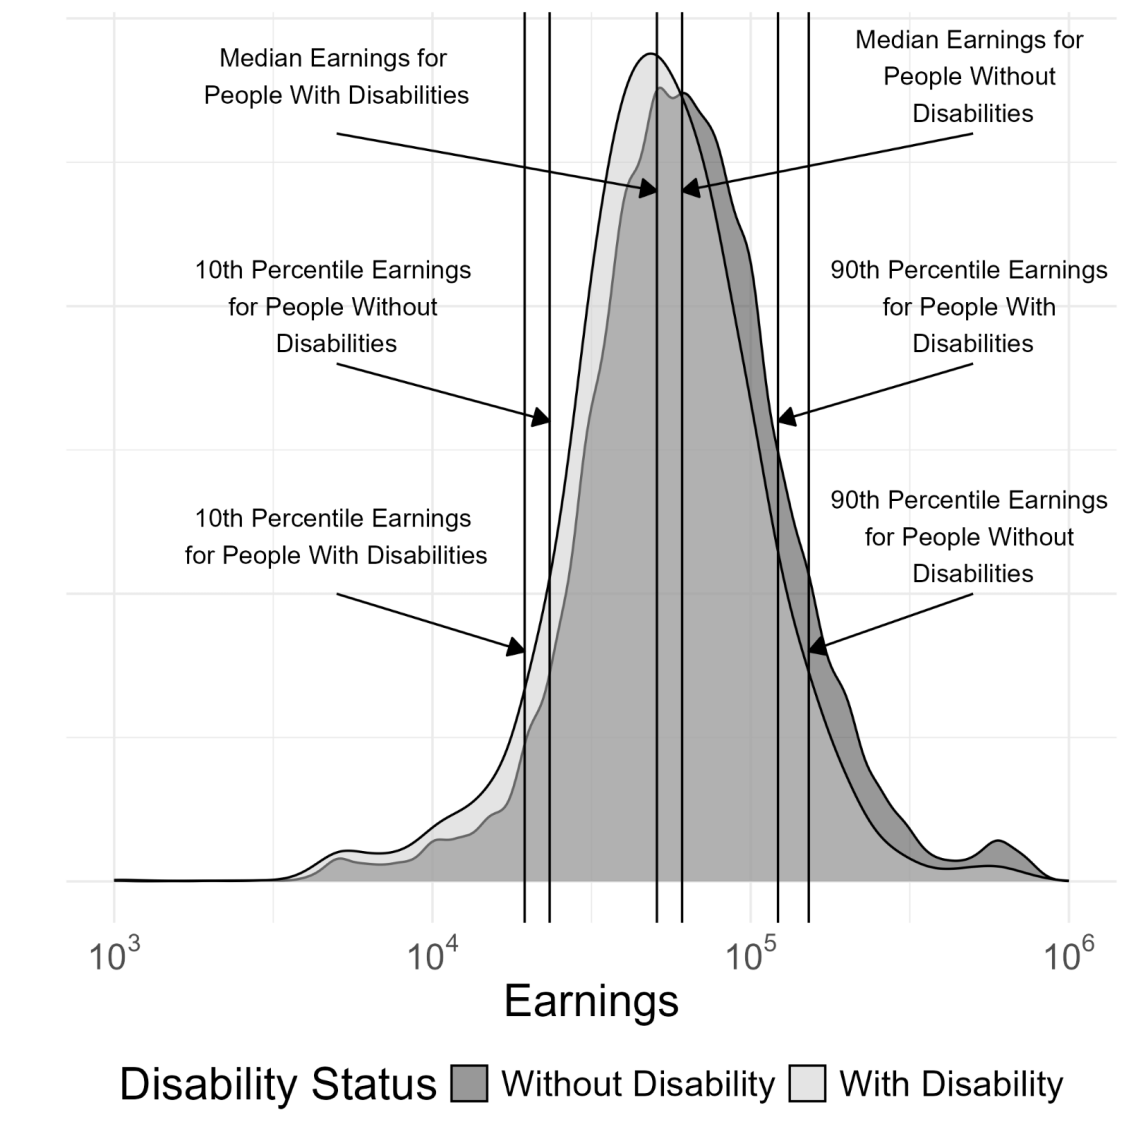 Median Earnings for
People With Disabilities
Median Earnings for
People Without
Disabilities
10th Percentile Earnings
for People Without
Disabilities
90th Percentile Earnings
for People With
Disabilities
10th Percentile Earnings
for People With Disabilities
90th Percentile Earnings
for People Without
Disabilities
10³ 10⁴ 10⁵ 10⁶
Earnings
Disability Status Without Disability With Disability